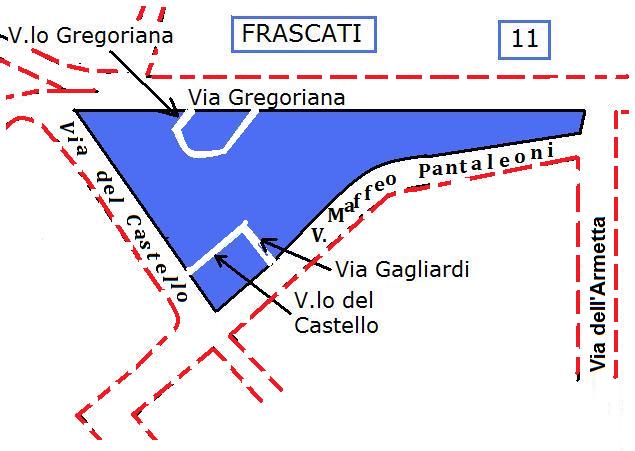 V.lo Gregoriana
FRASCATI
11
Via Gregoriana
Via del Castello
V. Maffeo Pantaleoni
Via Gagliardi
V.lo del
Castello
Via dell'Armetta